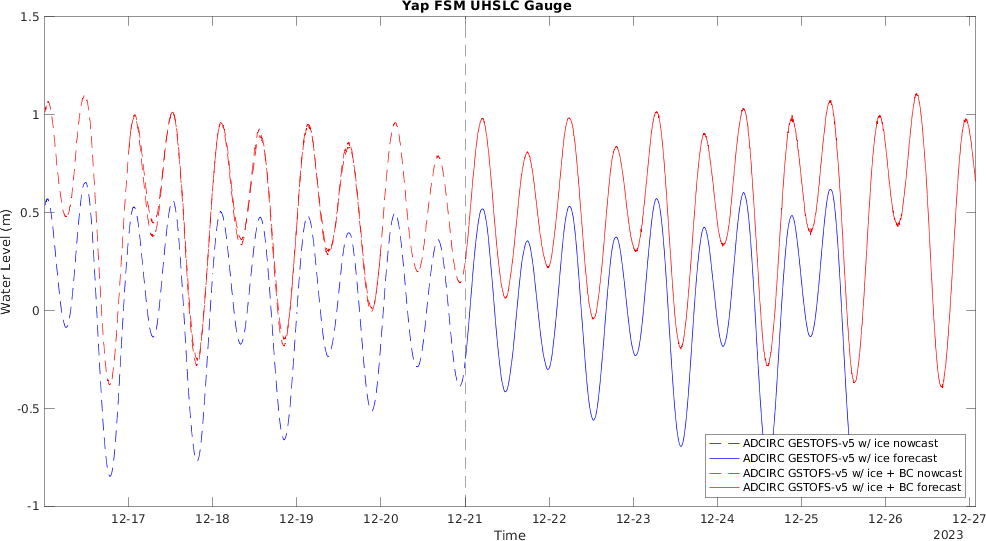 Yap FSM UHSLC Gauge
1.5
1
0.5
0
-0.5
-1
Water Level (m)
ADCIRC GESTOFS-v5 w/ ice nowcast
ADCIRC GESTOFS-v5 w/ ice forecast
ADCIRC GSTOFS-v5 w/ ice + BC nowcast
ADCIRC GSTOFS-v5 w/ ice + BC forecast
12-17 12-18 12-19 12-20 12-21 12-22 12-23 12-24 12-25 12-26 12-27
Time
2023